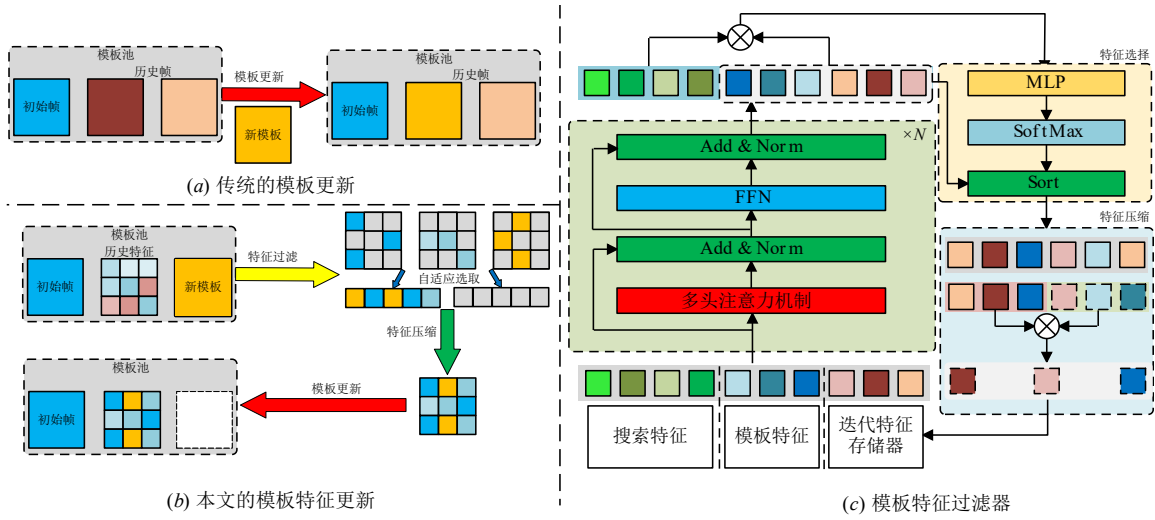 模板池
历史帧
初始帧
模板更新
新模板
模板池
历史帧
初始帧
(a) 传统的模板更新
模板池
历史特征
初始帧
新模板
特征过滤
自适应选取
特征压缩
模板更新
模板池
初始帧
(b) 本文的模板特征更新
特征选择
MLP
SoftMax
Sort
特征压缩
×N
Add & Norm
FFN
Add & Norm
多头注意力机制
搜索特征
模板特征
迭代特征
存储器
(c) 模板特征过滤器